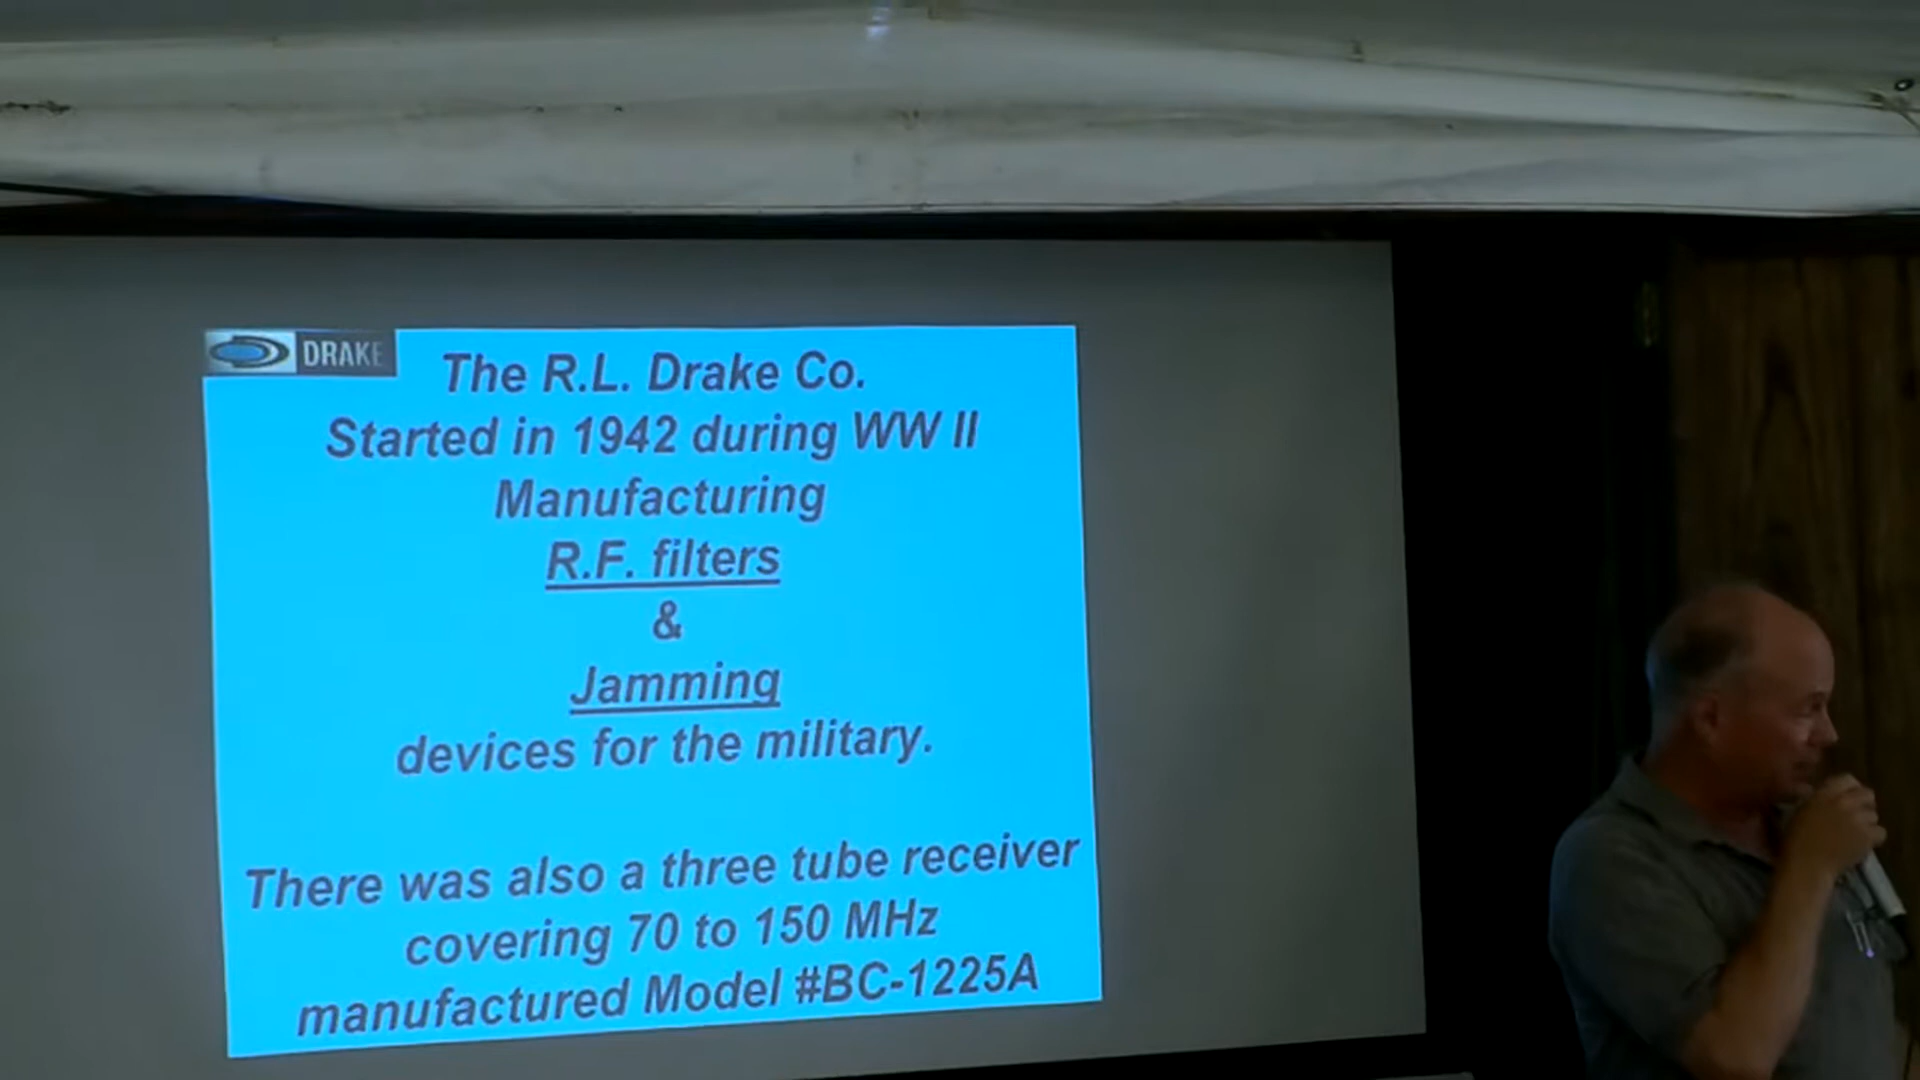 DRAKE
The R.L. Drake Co.
Started in 1942 during WW II
Manufacturing
R.F. filters
&
Jamming
devices for the military.
There was also a three tube receiver
covering 70 to 150 MHz
manufactured Model #BC-1225A